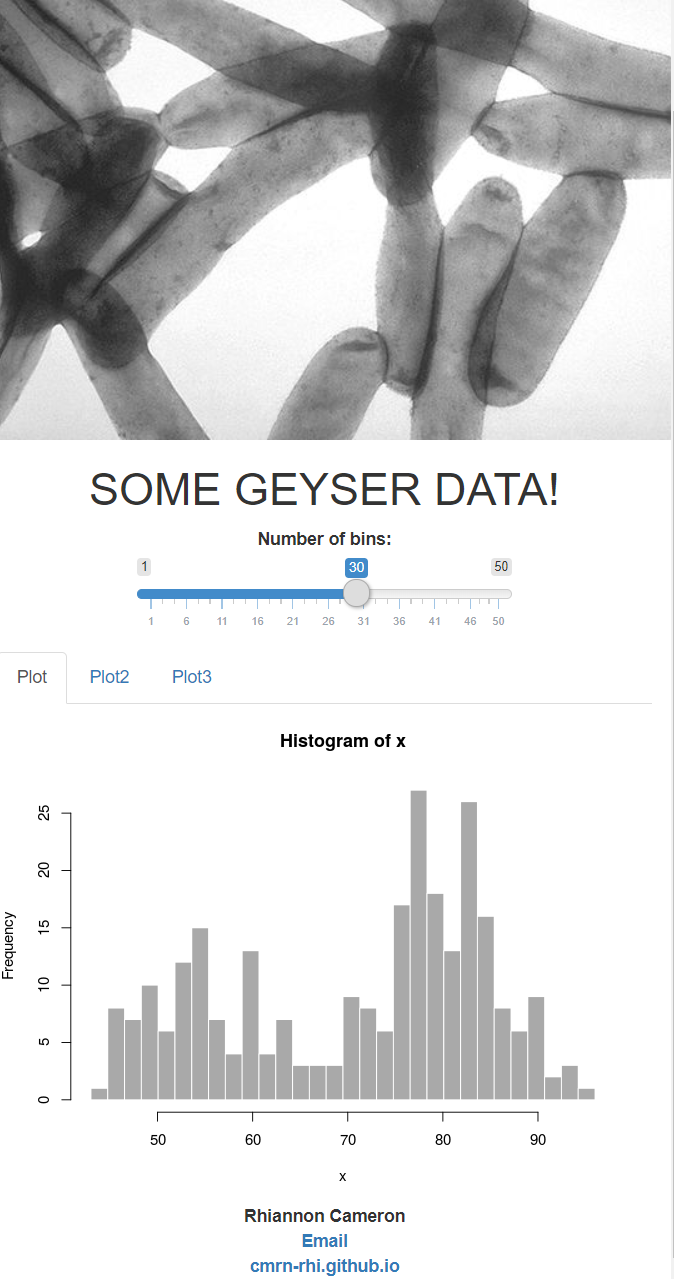 SOME GEYSER DATA!
Number of bins:
1 30 50
1 6 11 16 21 26 31 36 41 46 50
Plot Plot2 Plot3
Histogram of x
25
20
15
10
5
0
Frequency
50 60 70 80 90
x
Rhiannon Cameron
Email
cmrn-rhi.github.io